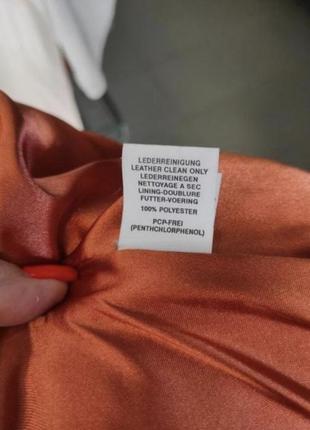 LEDERREINIGUNG
LEATHER CLEAN ONLY
LEDERREINEGEN
NETTOYAGE A SEC
LINING-DOUBLURE
FUTTER-VOERING
100% POLYESTER
PCP-FREI
(PENTHCHLORPHENOL)